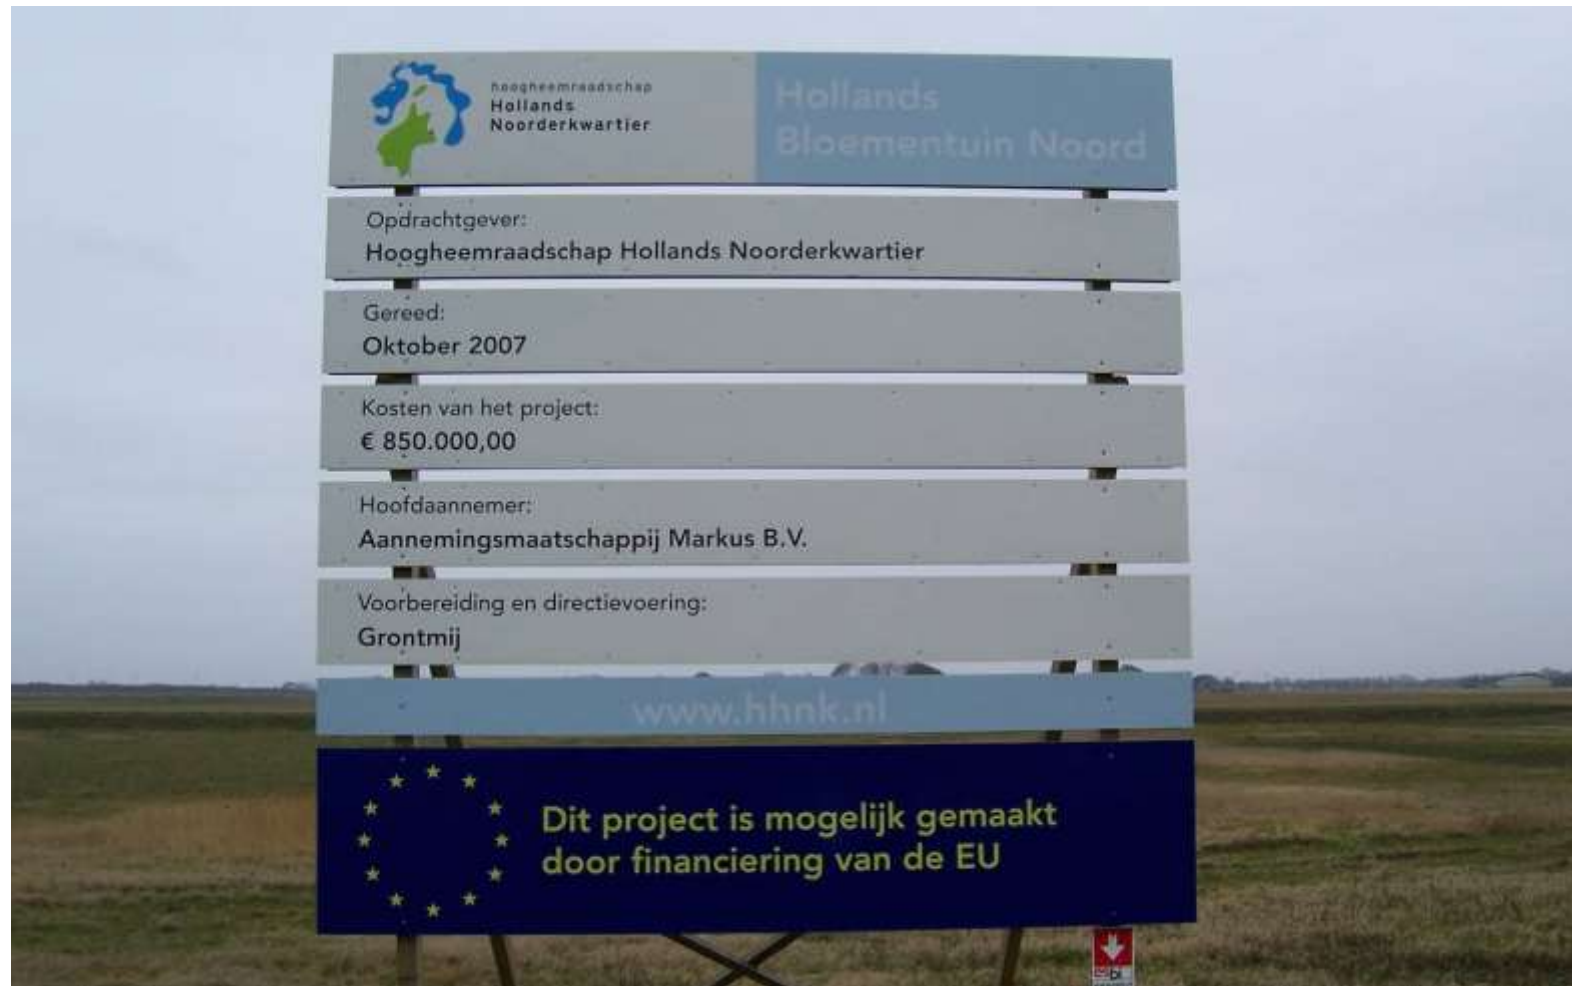 hoogheemraadschap
Hollands
Noorderkwartier
Hollands
Bloementuin Noord
Opdrachtgever:
Hoogheemraadschap Hollands Noorderkwartier
Gereed:
Oktober 2007
Kosten van het project:
€ 850.000,00
Hoofdaannemer:
Aannemingsmaatschappij Markus B.V.
Voorbereiding en directievoering:
Grontmij
www.hhnk.nl
Dit project is mogelijk gemaakt
door financiering van de EU